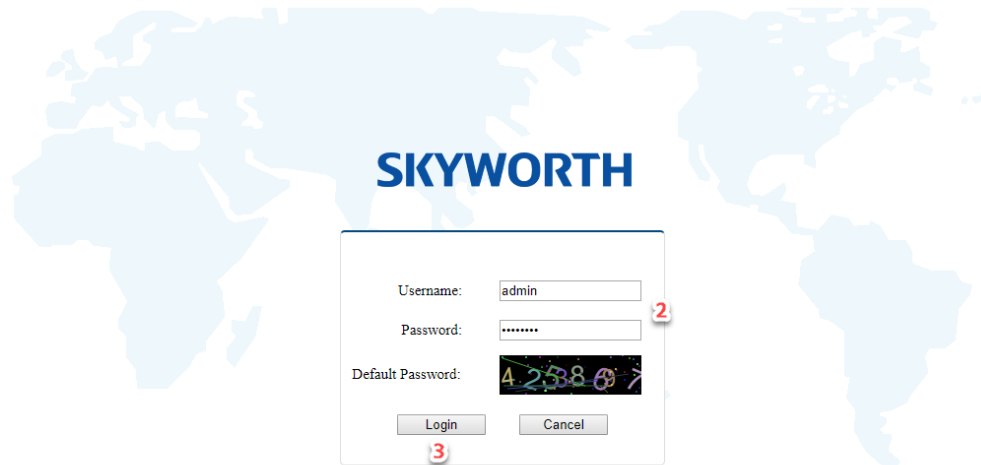 SKYWORTH
Username: admin
2
Password: ••••••••
Default Password:
Login Cancel
3